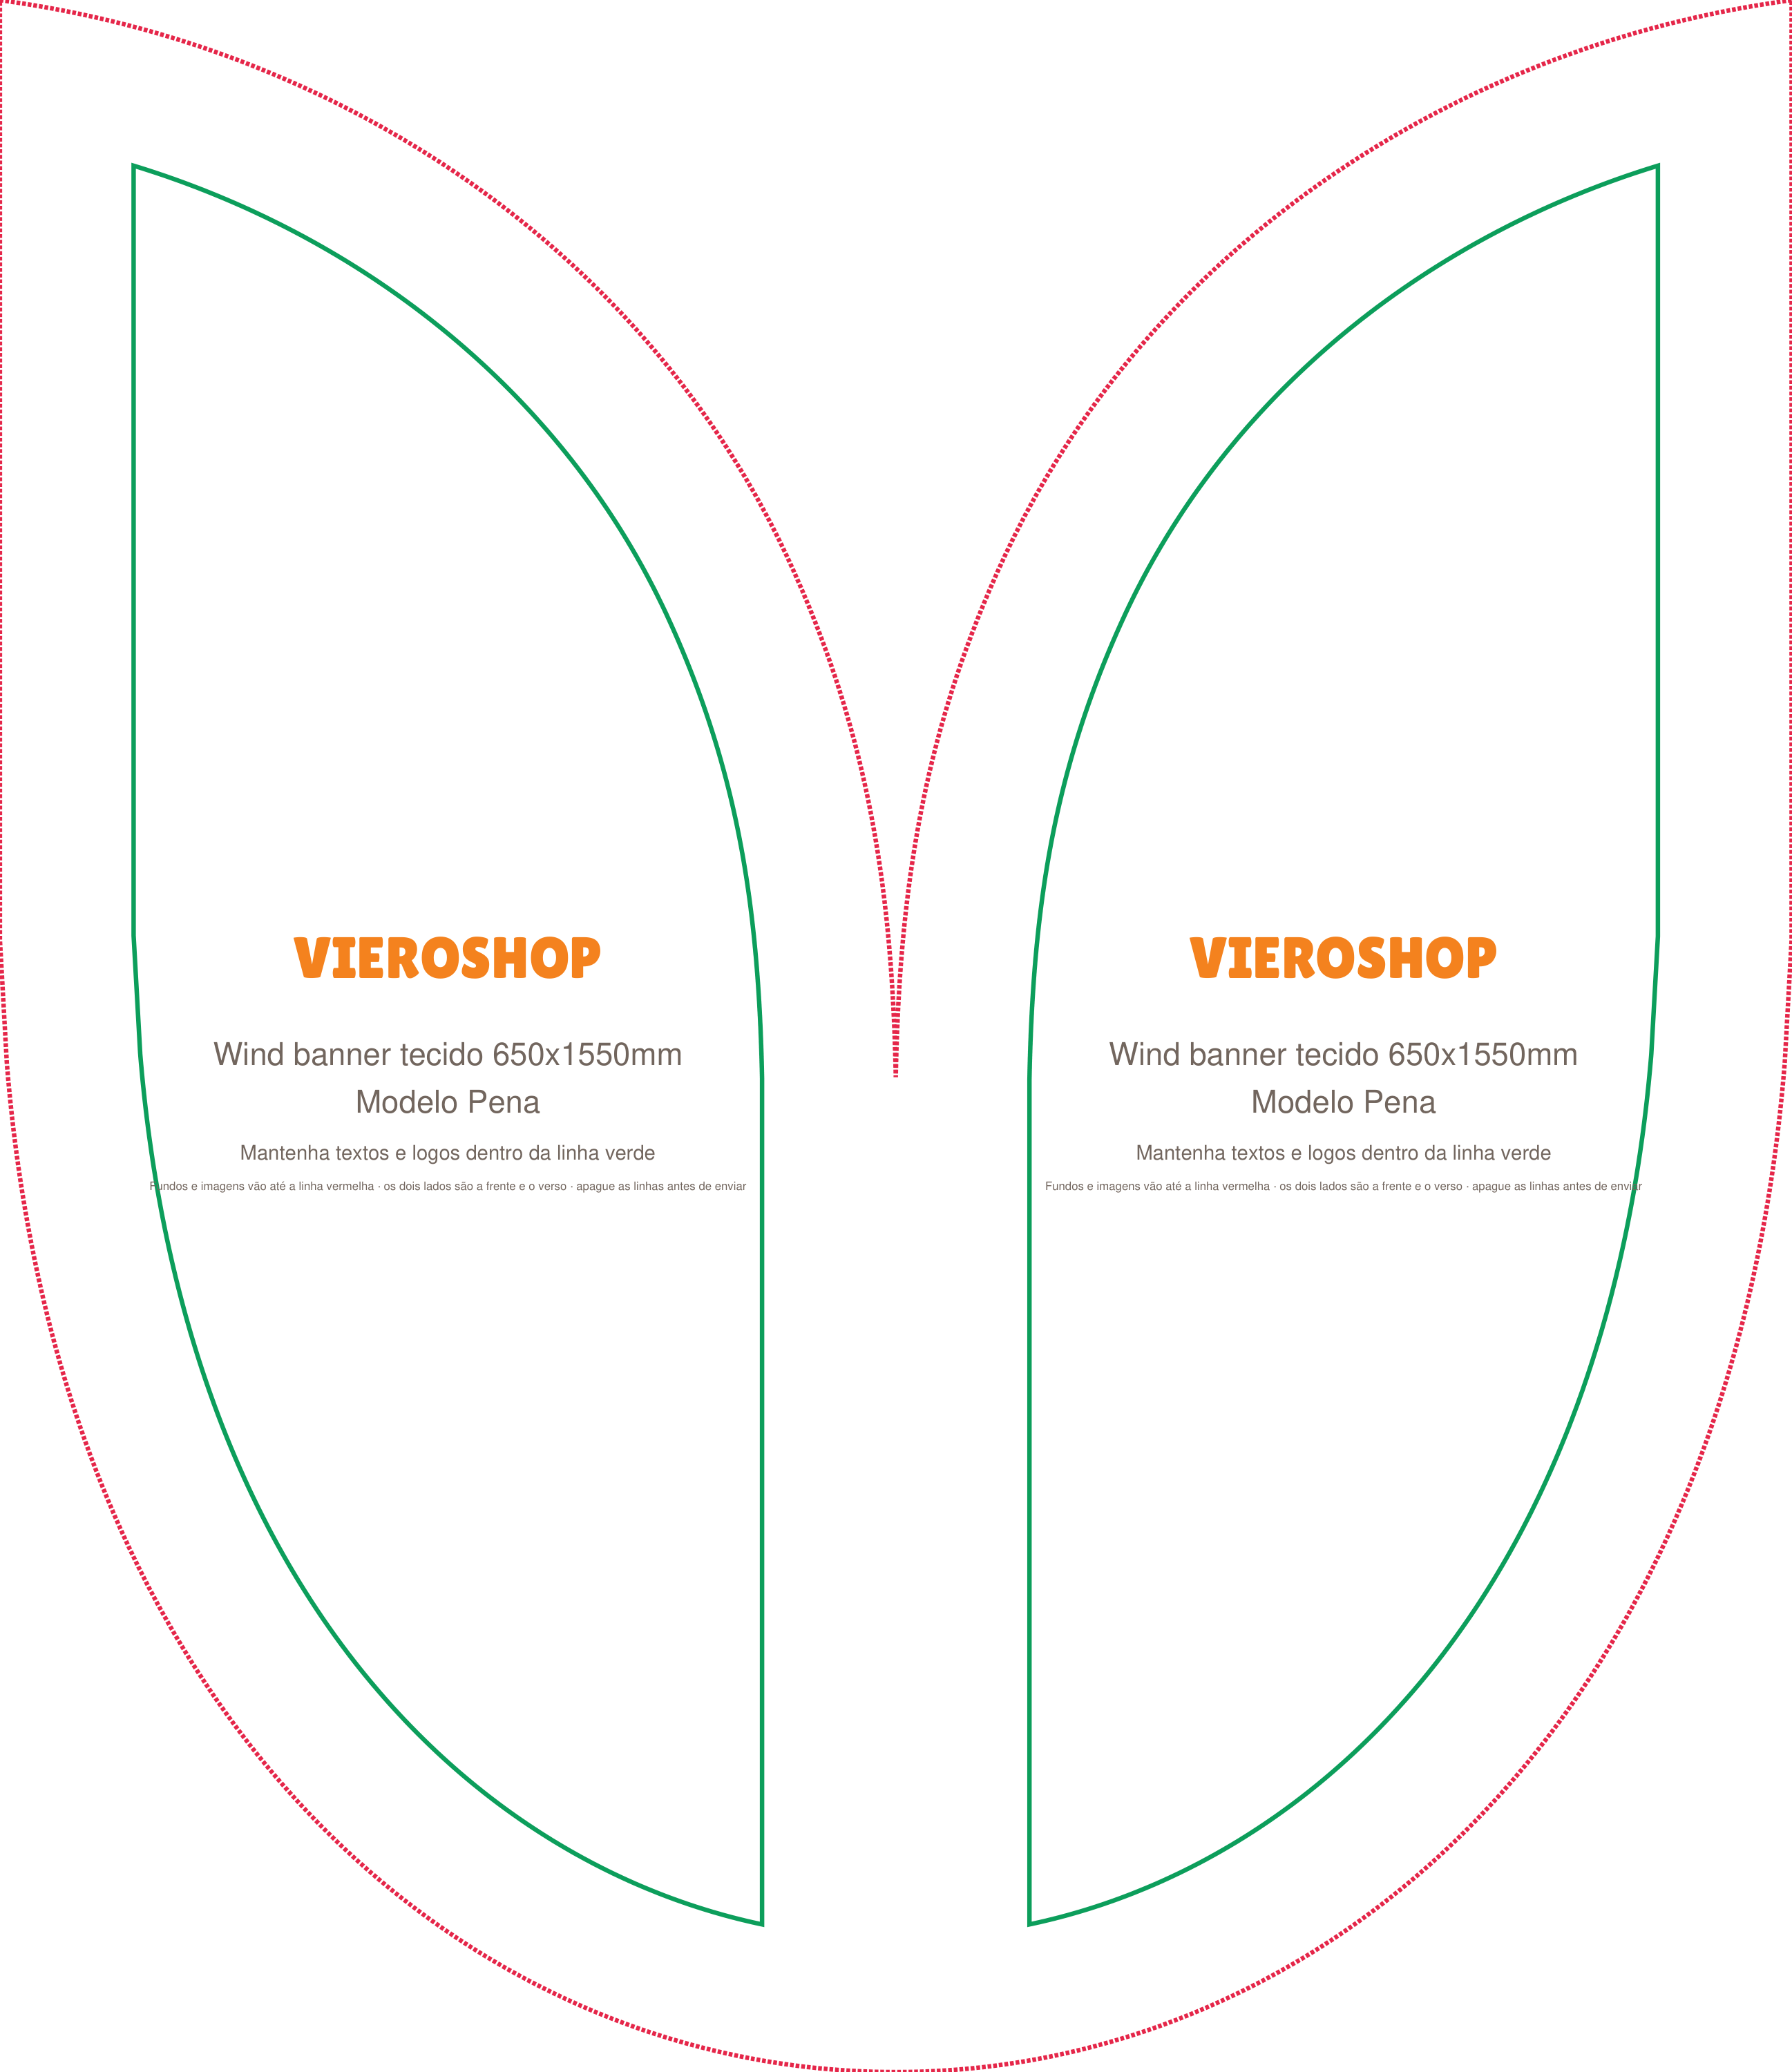 VIEROSHOP
Wind banner tecido 650x1550mm
Modelo Pena
Mantenha textos e logos dentro da linha verde
Fundos e imagens vão até a linha vermelha · os dois lados são a frente e o verso · apague as linhas antes de enviar
VIEROSHOP
Wind banner tecido 650x1550mm
Modelo Pena
Mantenha textos e logos dentro da linha verde
Fundos e imagens vão até a linha vermelha · os dois lados são a frente e o verso · apague as linhas antes de enviar